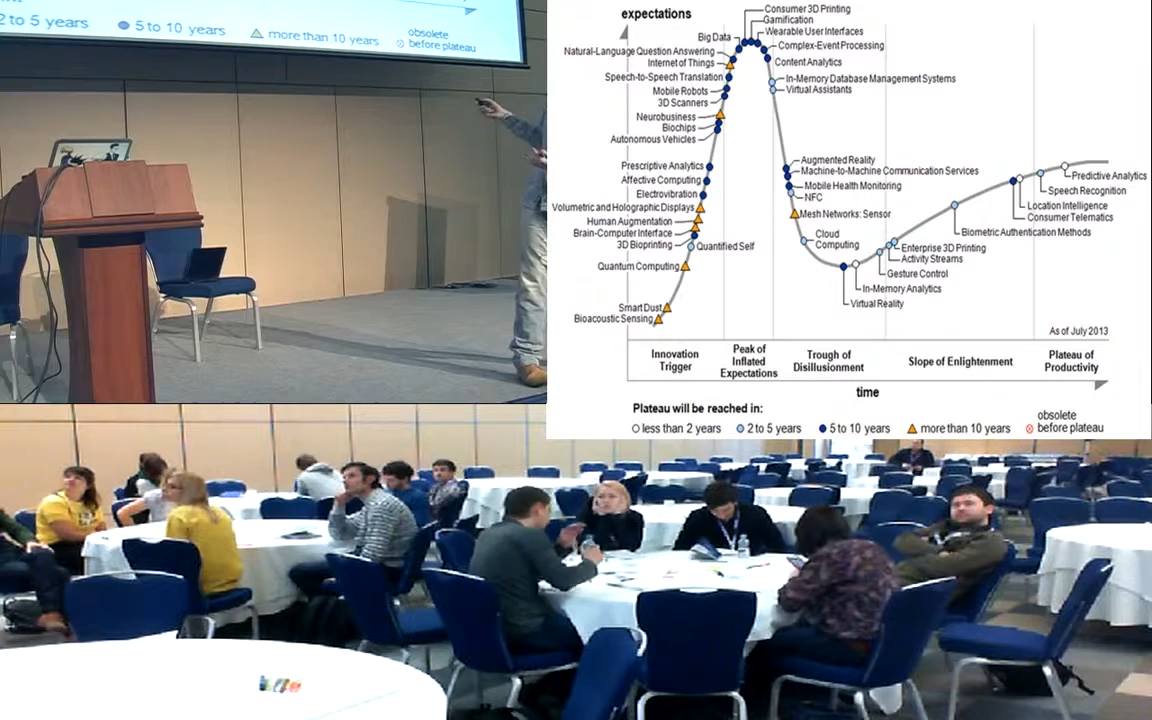 2 to 5 years
5 to 10 years
more than 10 years
obsolete
before plateau
expectations
Consumer 3D Printing
Gamification
Wearable User Interfaces
Big Data
Complex-Event Processing
Natural-Language Question Answering
Content Analytics
Internet of Things
Speech-to-Speech Translation
In-Memory Database Management Systems
Virtual Assistants
Mobile Robots
3D Scanners
Neurobusiness
Biochips
Autonomous Vehicles
Augmented Reality
Prescriptive Analytics
Machine-to-Machine Communication Services
Affective Computing
Mobile Health Monitoring
Electrovibration
NFC
Volumetric and Holographic Displays
Mesh Networks: Sensor
Human Augmentation
Brain-Computer Interface
Cloud
Computing
3D Bioprinting
Quantified Self
Quantum Computing
Smart Dust
Bioacoustic Sensing
Predictive Analytics
Speech Recognition
Location Intelligence
Consumer Telematics
Biometric Authentication Methods
Enterprise 3D Printing
Activity Streams
Gesture Control
In-Memory Analytics
Virtual Reality
As of July 2013
Innovation
Trigger
Peak of
Inflated
Expectations
Trough of
Disillusionment
Slope of Enlightenment
Plateau of
Productivity
time
Plateau will be reached in:
less than 2 years
2 to 5 years
5 to 10 years
more than 10 years
obsolete
before plateau